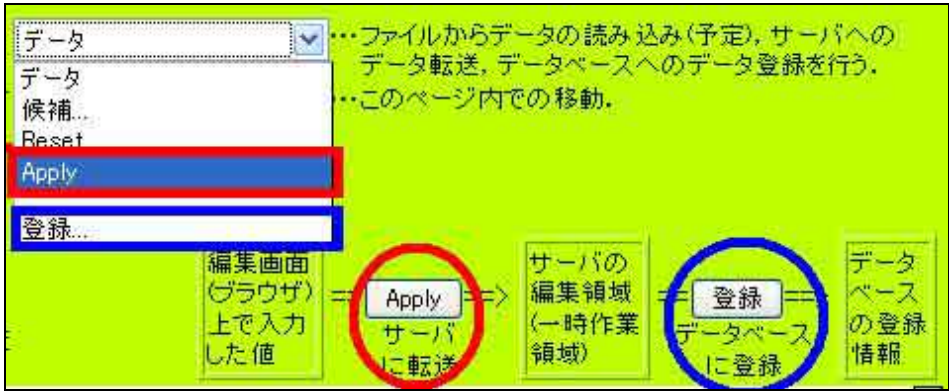 データ
…ファイルからデータの読み込み(予定), サーバへの
データ転送, データベースへのデータ登録を行う.
データ
候補...
…このページ内での移動.
Reset
Apply
登録...
編集画面
(ブラウザ)
上で入力
した値
==
Apply
==>
サーバ
に転送
サーバの
編集領域
(一時作業
領域)
==
登録
==>
データベース
に登録
データ
ベース
の登録
情報